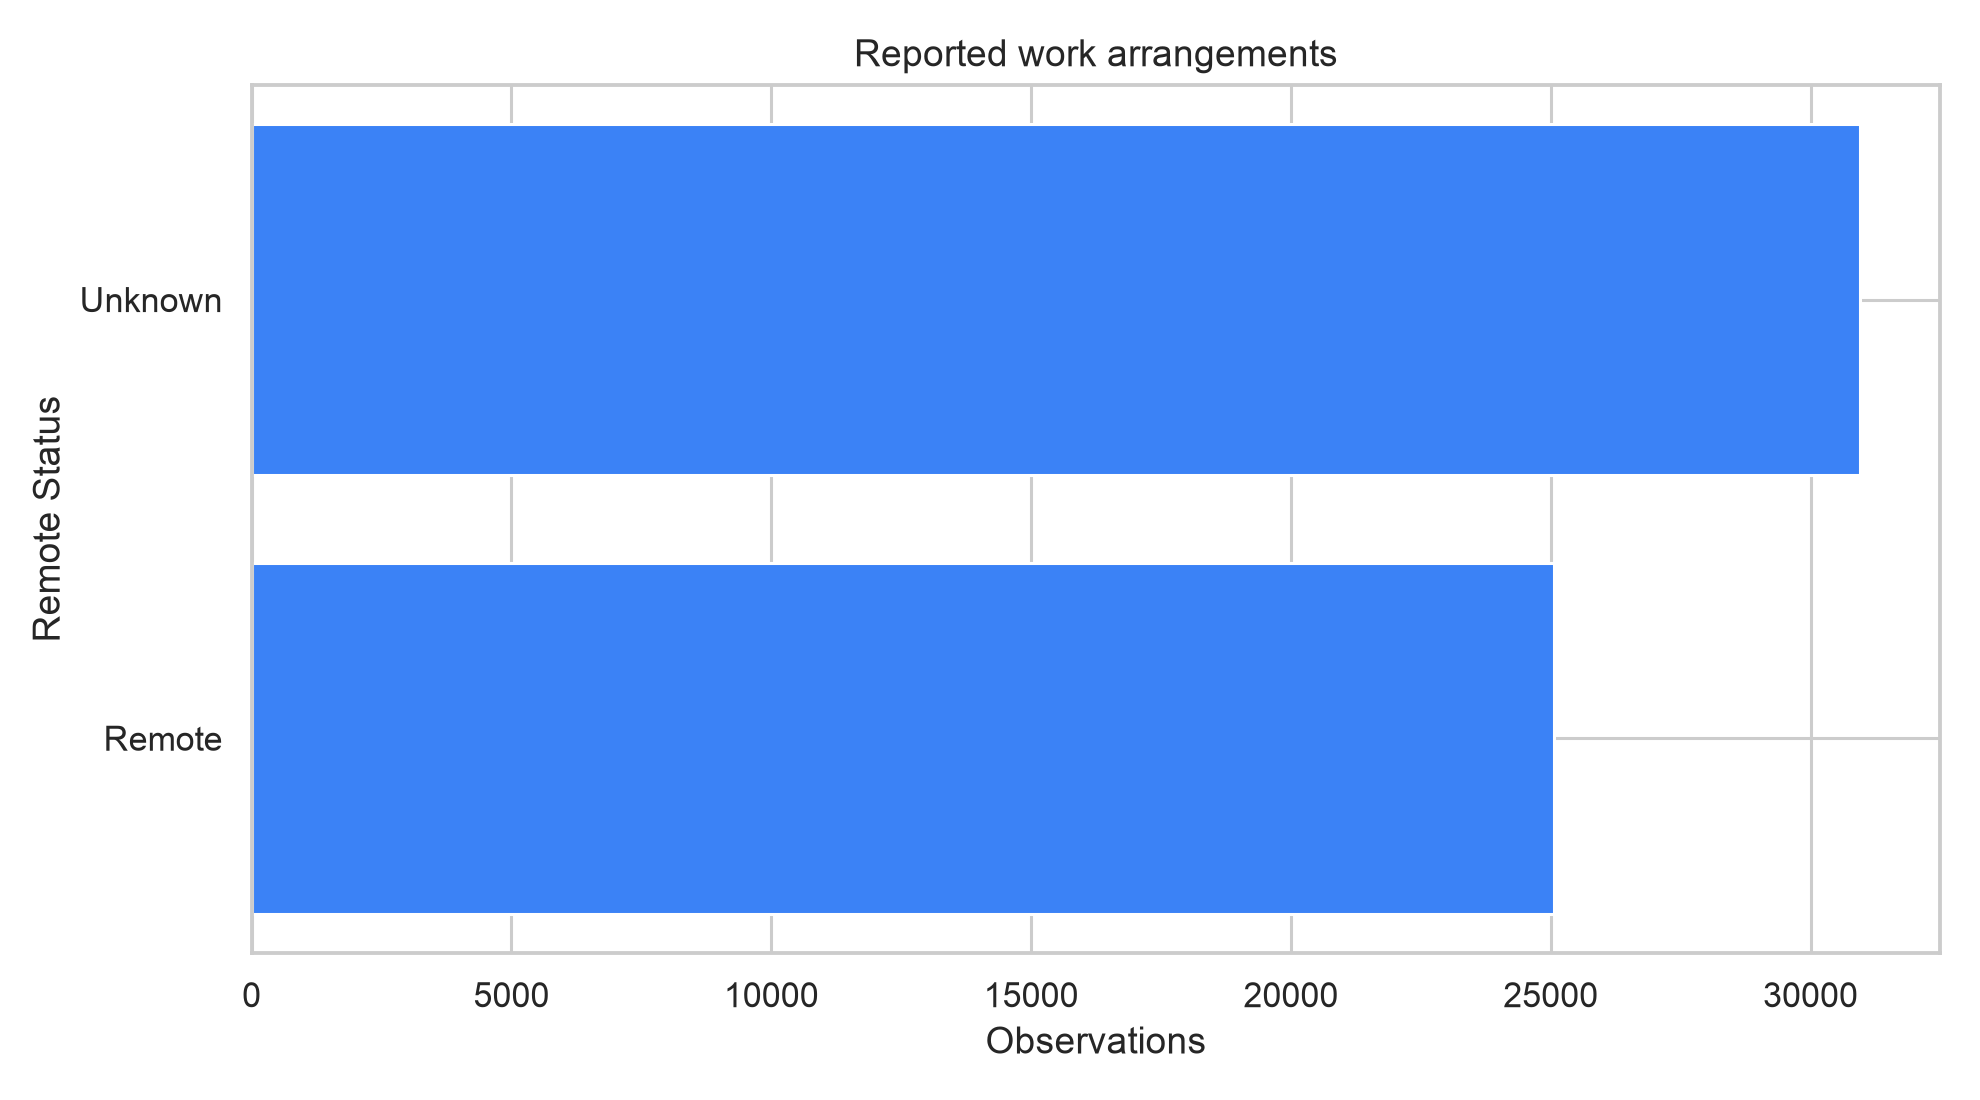 Reported work arrangements
Remote Status
Unknown
Remote
0 5000 10000 15000 20000 25000 30000
Observations